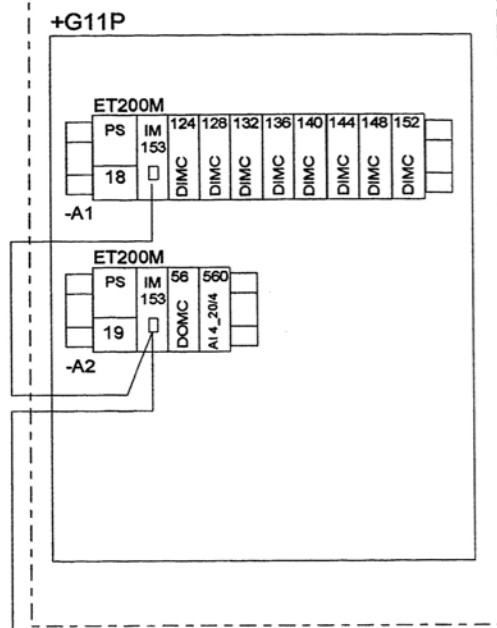 +G11P
ET200M
PS IM 124 128 132 136 140 144 148 152
153
18 DIMC DIMC DIMC DIMC DIMC DIMC DIMC DIMC
-A1
ET200M
PS IM 56 560
153
19 DOMC AI 4_20/4
-A2